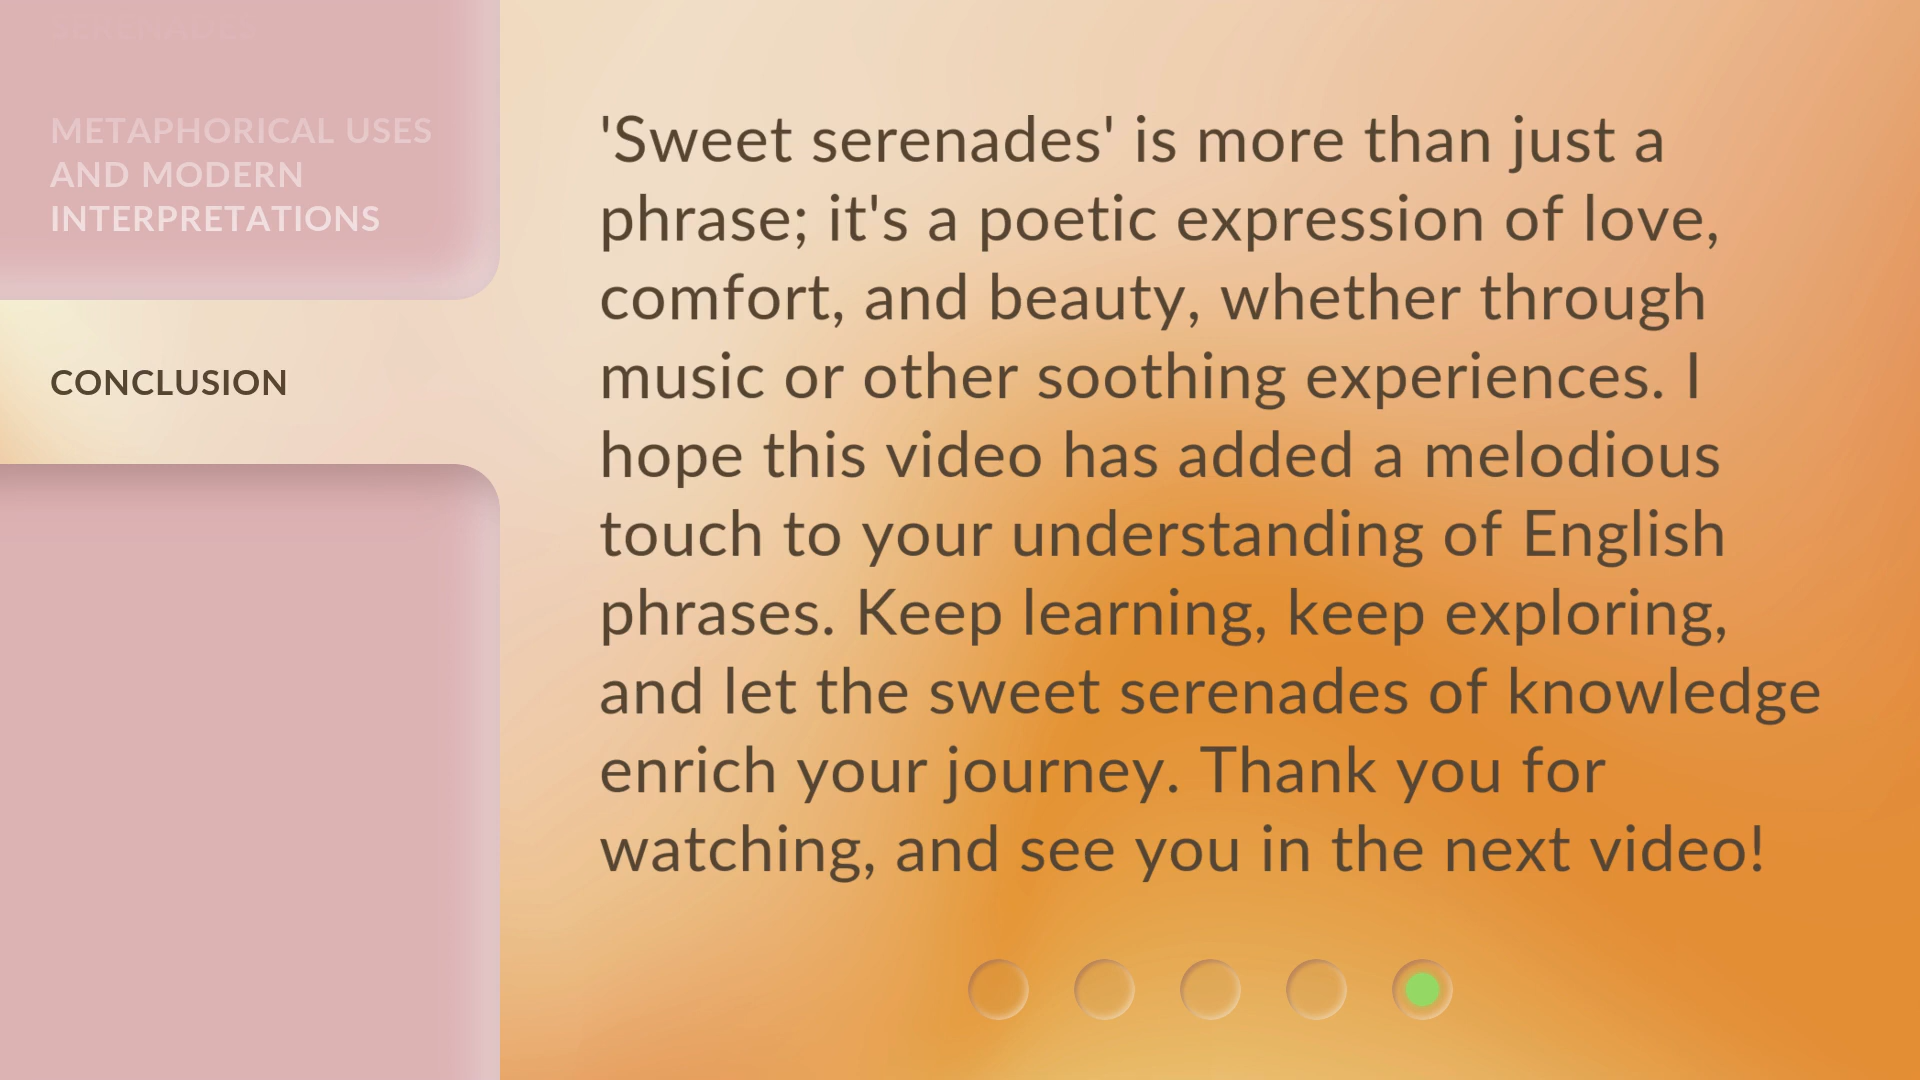 SERENADES
METAPHORICAL USES
AND MODERN
INTERPRETATIONS
CONCLUSION
'Sweet serenades' is more than just a
phrase; it's a poetic expression of love,
comfort, and beauty, whether through
music or other soothing experiences. I
hope this video has added a melodious
touch to your understanding of English
phrases. Keep learning, keep exploring,
and let the sweet serenades of knowledge
enrich your journey. Thank you for
watching, and see you in the next video!